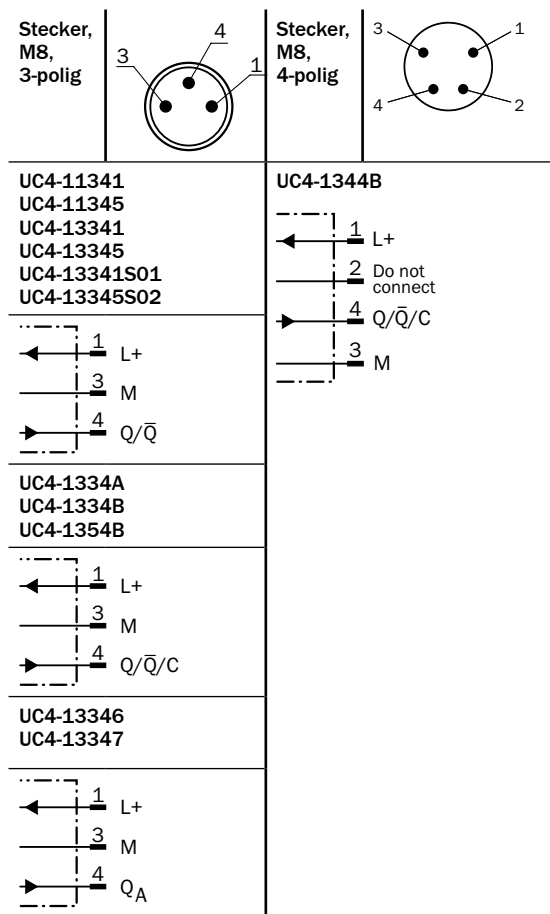 Stecker,
M8,
3-polig
4
3
1
Stecker,
M8,
4-polig
3
1
4
2
UC4-11341
UC4-11345
UC4-13341
UC4-13345
UC4-13341S01
UC4-13345S02
1 L+
3 M
4 Q/Q̅
UC4-1334A
UC4-1334B
UC4-1354B
1 L+
3 M
4 Q/Q̅/C
UC4-13346
UC4-13347
1 L+
3 M
4 QA
UC4-1344B
1 L+
2 Do not
connect
4 Q/Q̅/C
3 M